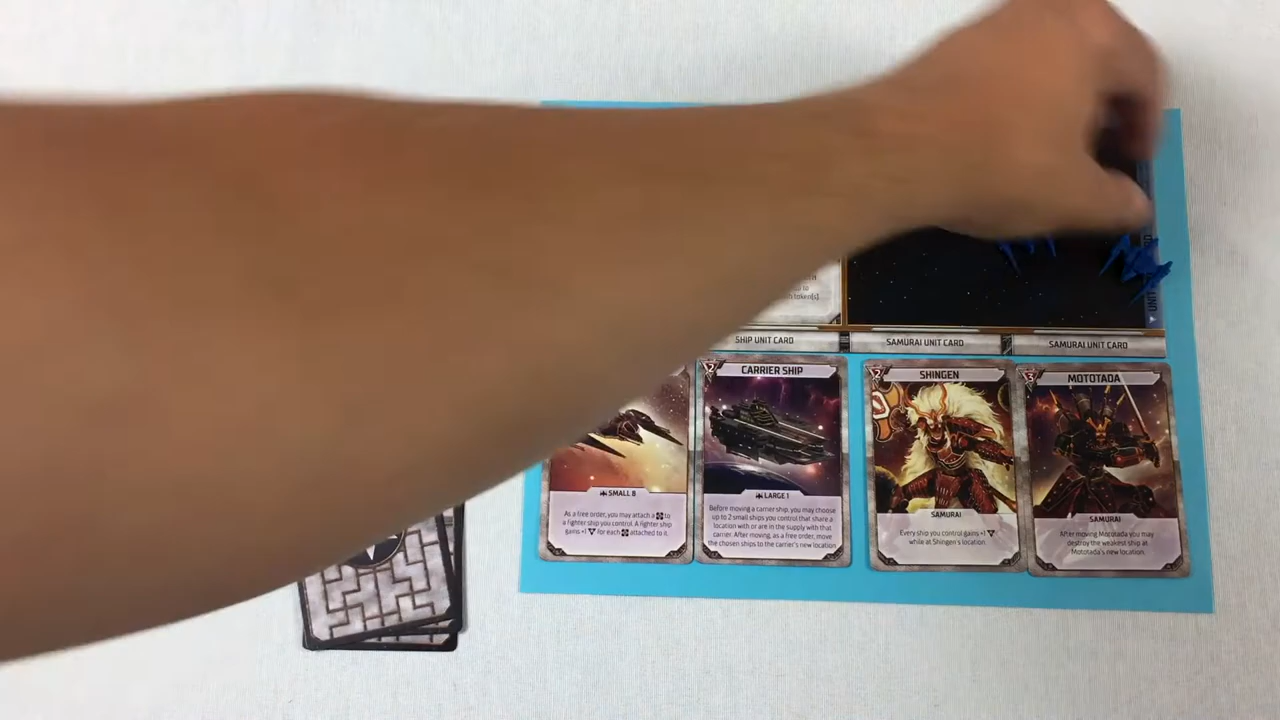 UNIT
SHIP UNIT CARD
SAMURAI UNIT CARD
SAMURAI UNIT CARD
SMALL 8
As a free order, you may attach a to
a fighter ship you control. A fighter ship
gains +1 for each attached to it.
2
CARRIER SHIP
LARGE 1
Before moving a carrier ship, you may choose
up to 2 small ships you control that share a
location with or are in the supply with that
carrier. After moving, as a free order, move
the chosen ships to the carrier's new location
2
SHINGEN
SAMURAI
Every ship you control gains +1
while at Shingen's location.
3
MOTOTADA
SAMURAI
After moving Mototada you may
destroy the weakest ship at
Mototada's new location.